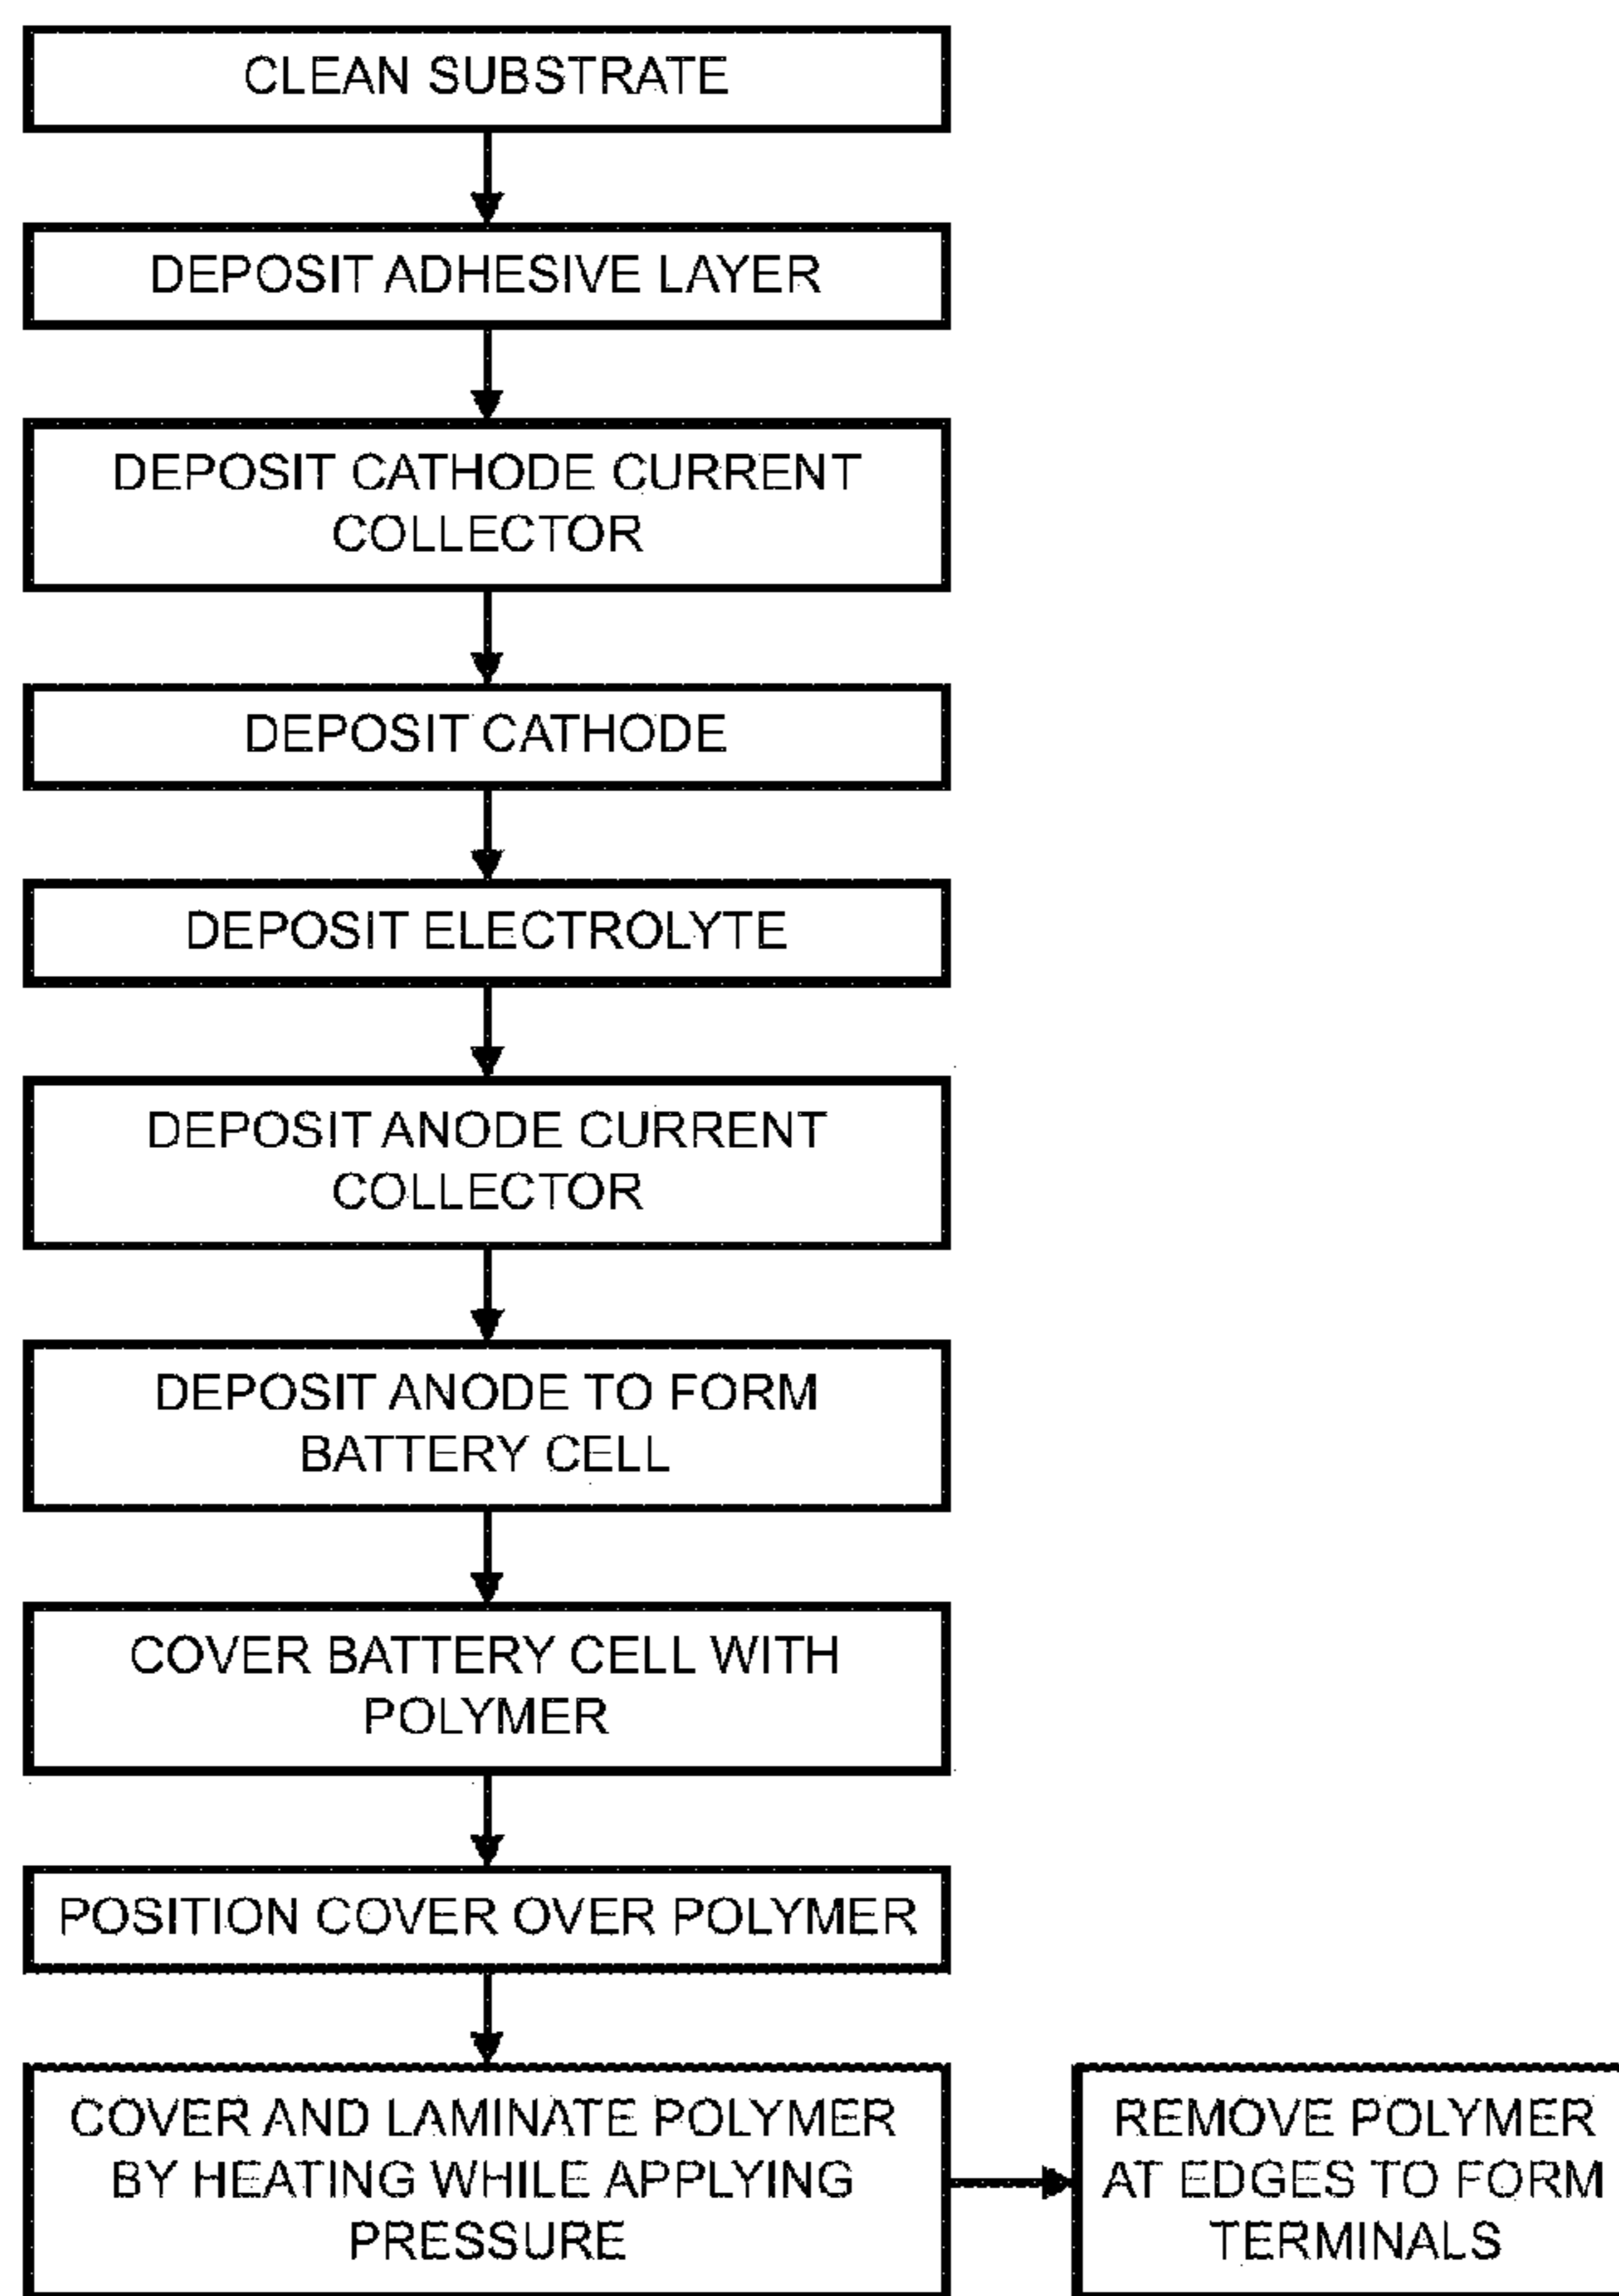 CLEAN SUBSTRATE
DEPOSIT ADHESIVE LAYER
DEPOSIT CATHODE CURRENT
COLLECTOR
DEPOSIT CATHODE
DEPOSIT ELECTROLYTE
DEPOSIT ANODE CURRENT
COLLECTOR
DEPOSIT ANODE TO FORM
BATTERY CELL
COVER BATTERY CELL WITH
POLYMER
POSITION COVER OVER POLYMER
COVER AND LAMINATE POLYMER
BY HEATING WHILE APPLYING
PRESSURE
REMOVE POLYMER
AT EDGES TO FORM
TERMINALS